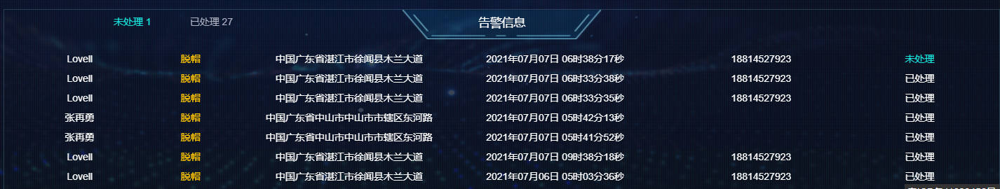 未处理 1 已处理 27 告警信息
Lovell 脱帽 中国广东省湛江市徐闻县木兰大道 2021年07月07日 06时38分17秒 18814527923 未处理
Lovell 脱帽 中国广东省湛江市徐闻县木兰大道 2021年07月07日 06时33分38秒 18814527923 已处理
Lovell 脱帽 中国广东省湛江市徐闻县木兰大道 2021年07月07日 06时33分35秒 18814527923 已处理
张再勇 脱帽 中国广东省中山市中山市市辖区东河路 2021年07月07日 05时42分13秒 已处理
张再勇 脱帽 中国广东省中山市中山市市辖区东河路 2021年07月07日 05时41分52秒 已处理
Lovell 脱帽 中国广东省湛江市徐闻县木兰大道 2021年07月07日 09时38分18秒 18814527923 已处理
Lovell 脱帽 中国广东省湛江市徐闻县木兰大道 2021年07月06日 05时03分36秒 18814527923 已处理